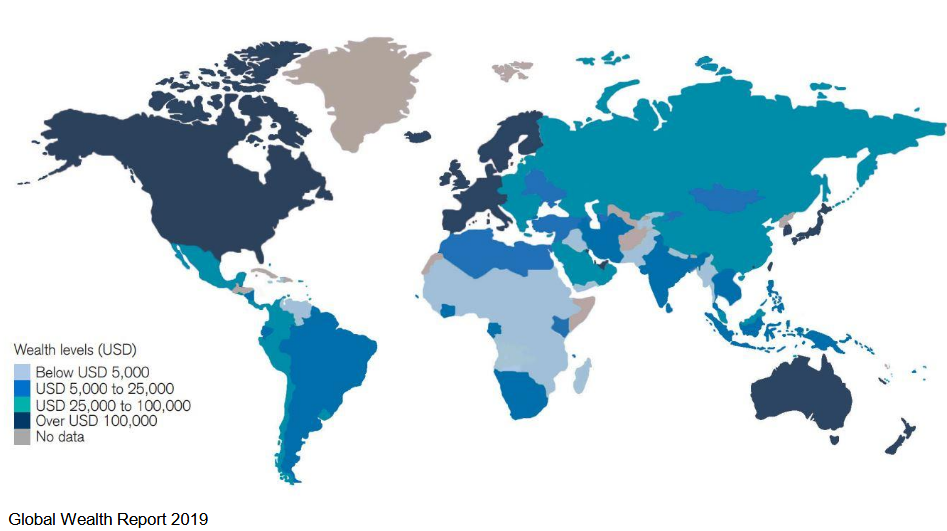 Wealth levels (USD)
Below USD 5,000
USD 5,000 to 25,000
USD 25,000 to 100,000
Over USD 100,000
No data
Global Wealth Report 2019